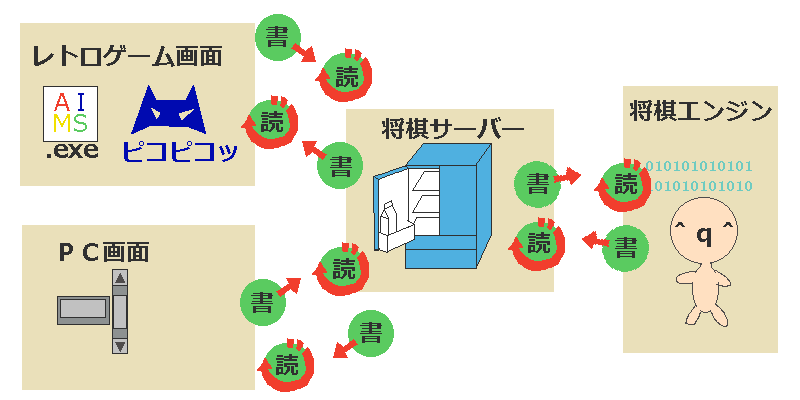 レトロゲーム画面
AI
MS
.exe
ピコピコッ
書
読
読
書
将棋サーバー
書
読
読
書
将棋エンジン
010101010101
101010101010
^ q ^
ＰＣ画面
書
読
書
読